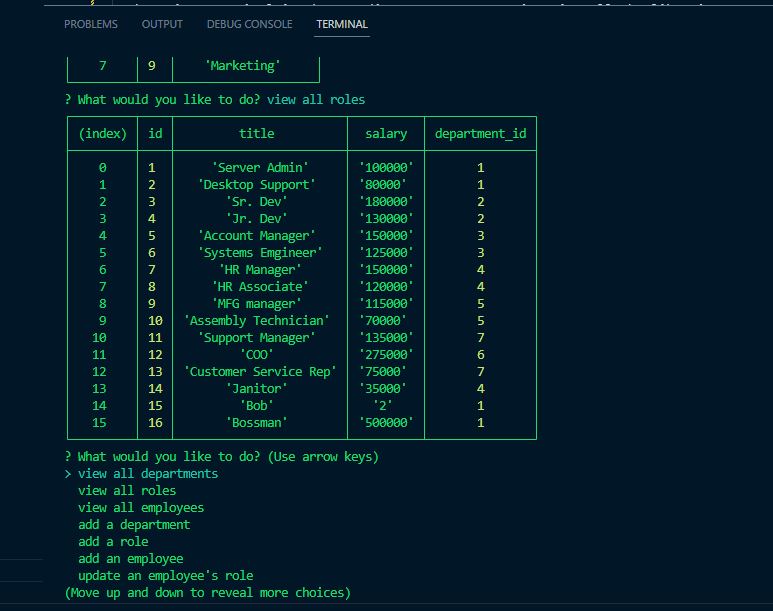 PROBLEMS OUTPUT DEBUG CONSOLE TERMINAL
7 9 'Marketing'
? What would you like to do? view all roles
(index) id title salary department_id
0 1 'Server Admin' '100000' 1
1 2 'Desktop Support' '80000' 1
2 3 'Sr. Dev' '180000' 2
3 4 'Jr. Dev' '130000' 2
4 5 'Account Manager' '150000' 3
5 6 'Systems Emgineer' '125000' 3
6 7 'HR Manager' '150000' 4
7 8 'HR Associate' '120000' 4
8 9 'MFG manager' '115000' 5
9 10 'Assembly Technician' '70000' 5
10 11 'Support Manager' '135000' 7
11 12 'COO' '275000' 6
12 13 'Customer Service Rep' '75000' 7
13 14 'Janitor' '35000' 4
14 15 'Bob' '2' 1
15 16 'Bossman' '500000' 1
? What would you like to do? (Use arrow keys)
> view all departments
view all roles
view all employees
add a department
add a role
add an employee
update an employee's role
(Move up and down to reveal more choices)